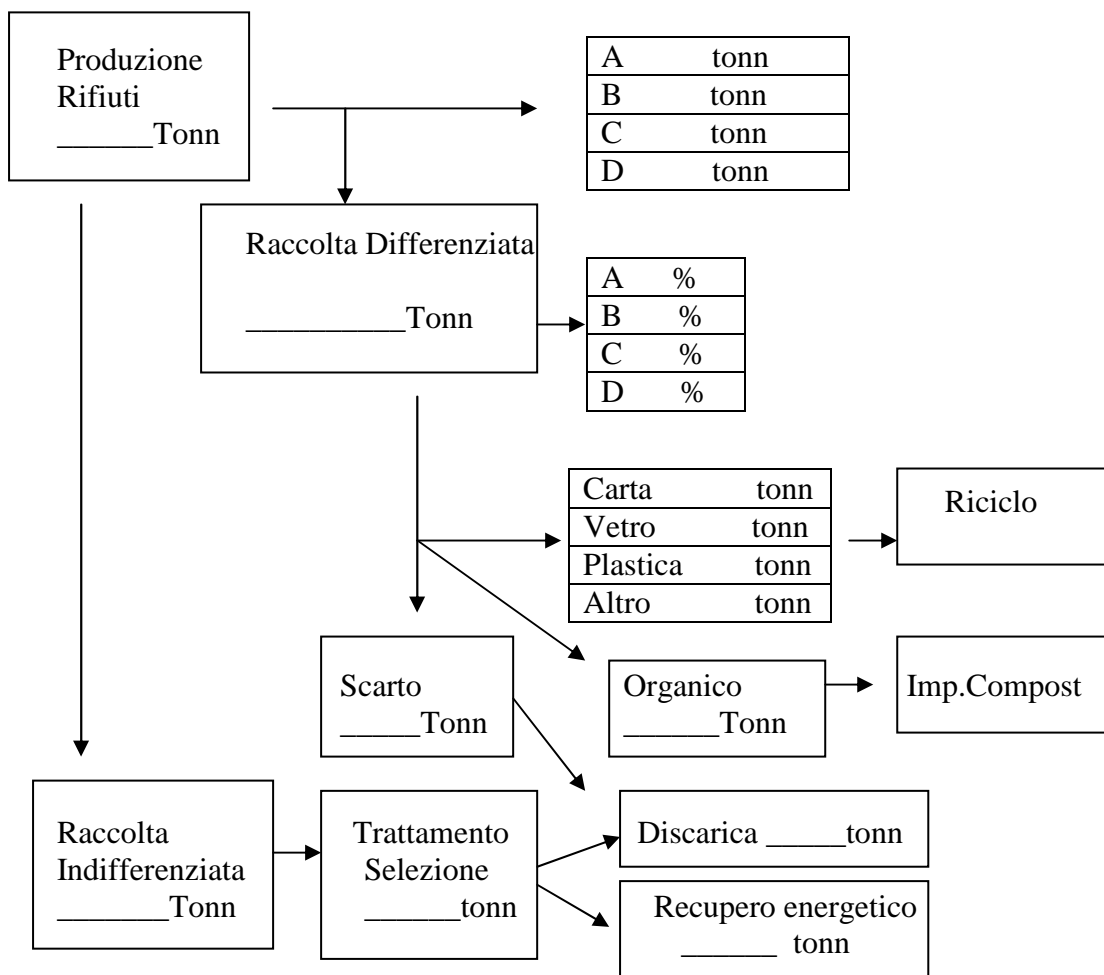 Produzione
Rifiuti
______Tonn
A tonn
B tonn
C tonn
D tonn
Raccolta Differenziata
__________Tonn
A %
B %
C %
D %
Carta tonn
Vetro tonn
Plastica tonn
Altro tonn
Riciclo
Scarto
_____Tonn
Organico
______Tonn
Imp.Compost
Raccolta
Indifferenziata
_______Tonn
Trattamento
Selezione
______tonn
Discarica _____tonn
Recupero energetico
______ tonn